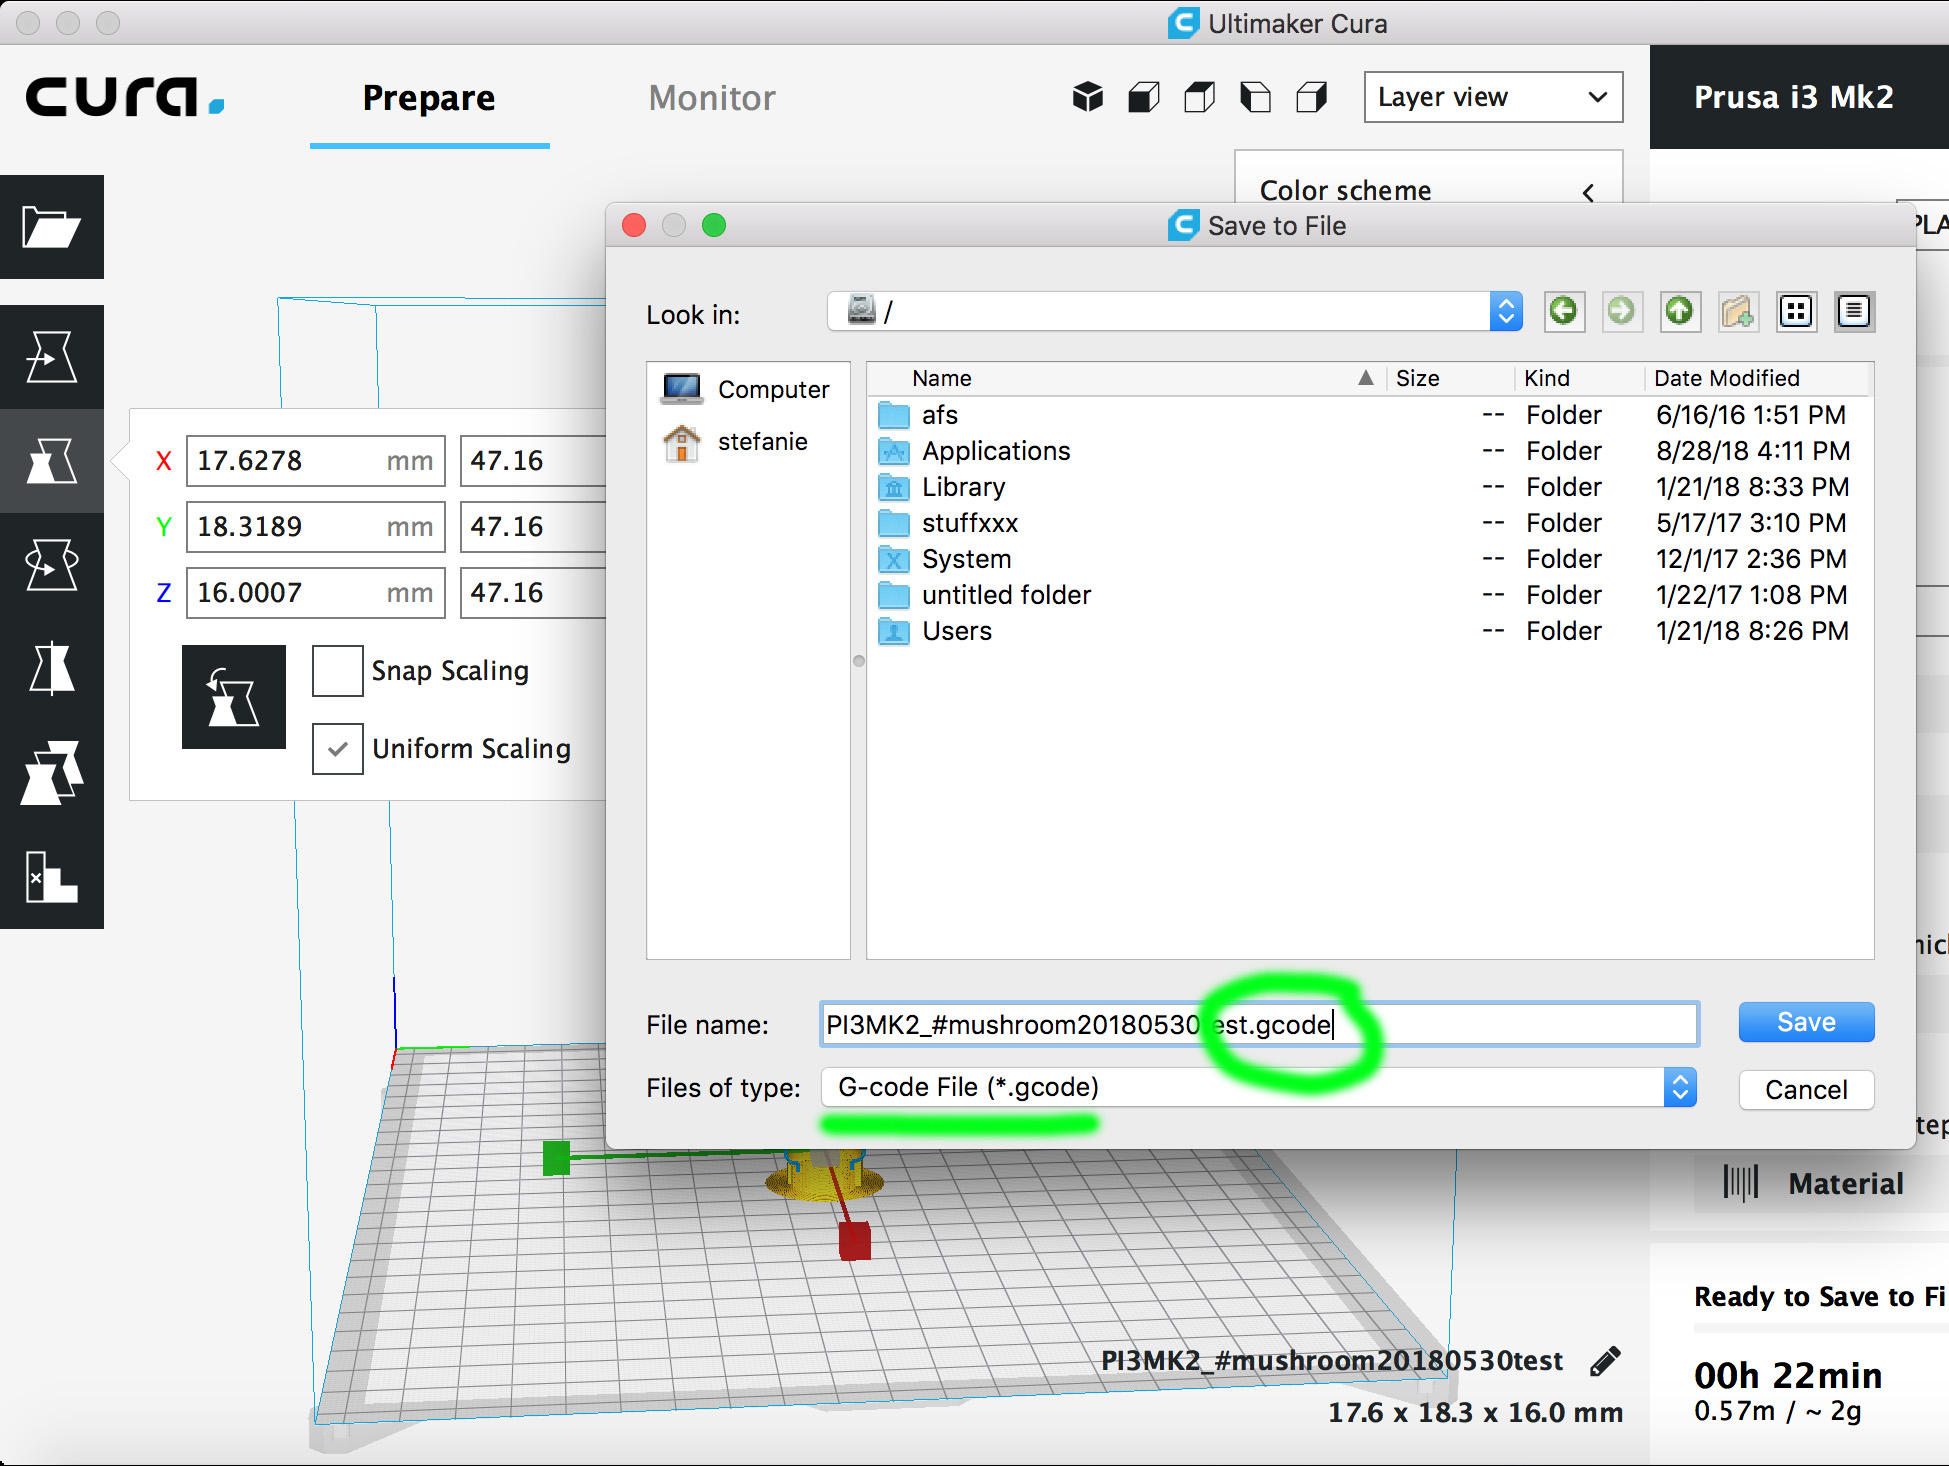 Ultimaker Cura
cura.
Prepare
Monitor
Layer view
Prusa i3 Mk2
Color scheme
Save to File
Look in:
/
Computer
stefanie
Name Size Kind Date Modified
afs -- Folder 6/16/16 1:51 PM
Applications -- Folder 8/28/18 4:11 PM
Library -- Folder 1/21/18 8:33 PM
stuffxxx -- Folder 5/17/17 3:10 PM
System -- Folder 12/1/17 2:36 PM
untitled folder -- Folder 1/22/17 1:08 PM
Users -- Folder 1/21/18 8:26 PM
X 17.6278 mm 47.16
Y 18.3189 mm 47.16
Z 16.0007 mm 47.16
Snap Scaling
Uniform Scaling
File name: PI3MK2_#mushroom20180530 est.gcode
Save
Files of type: G-code File (*.gcode)
Cancel
Material
Ready to Save to Fi
PI3MK2_#mushroom20180530test
17.6 x 18.3 x 16.0 mm
00h 22min
0.57m / ~ 2g